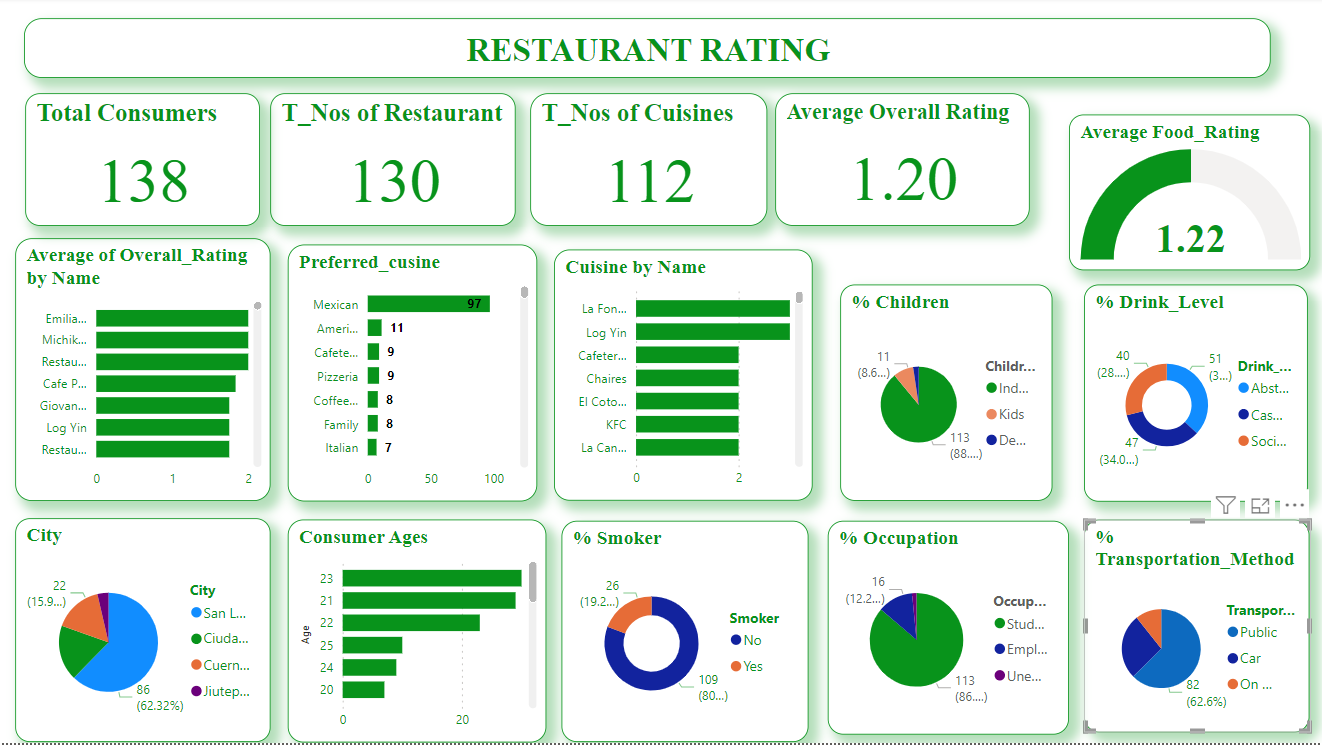 RESTAURANT RATING
Total Consumers
138
T_Nos of Restaurant
130
T_Nos of Cuisines
112
Average Overall Rating
1.20
Average Food_Rating
1.22
Average of Overall_Rating
by Name
Emilia...
Michik...
Restau...
Cafe P...
Giovan...
Log Yin
Restau...
0 1 2
Preferred_cusine
Mexican 97
Ameri... 11
Cafete... 9
Pizzeria 9
Coffee... 8
Family 8
Italian 7
0 50 100
Cuisine by Name
La Fon...
Log Yin
Cafeter...
Chaires
El Coto...
KFC
La Can...
0 2
% Children
11
(8.6...)
113
(88....)
Childr...
Ind...
Kids
De...
% Drink_Level
40
(28....)
51
(3...)
47
(34.0...)
Drink_...
Abst...
Cas...
Soci...
City
22
(15.9...)
86
(62.32%)
City
San L...
Ciuda...
Cuern...
Jiutep...
Consumer Ages
Age
23
21
22
25
24
20
0 20
% Smoker
26
(19.2...)
109
(80...)
Smoker
No
Yes
% Occupation
16
(12.2...)
113
(86....)
Occup...
Stud...
Empl...
Une...
%
Transportation_Method
82
(62.6%)
Transpor...
Public
Car
On ...